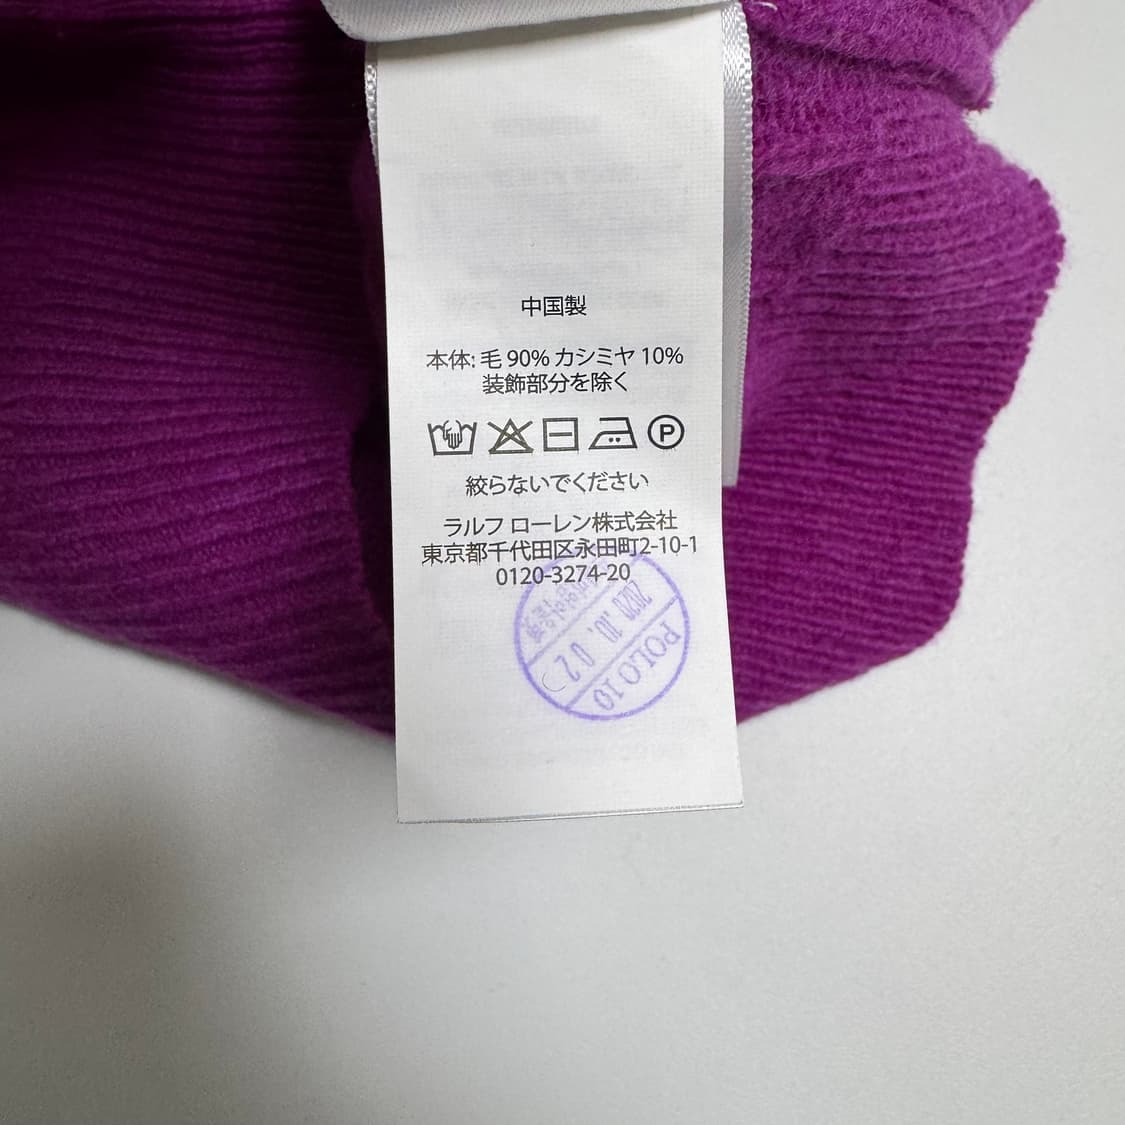 中国製
本体: 毛 90% カシミヤ 10%
装飾部分を除く
P
絞らないでください
ラルフ ローレン株式会社
東京都千代田区永田町2-10-1
0120-3274-20
POLO 10